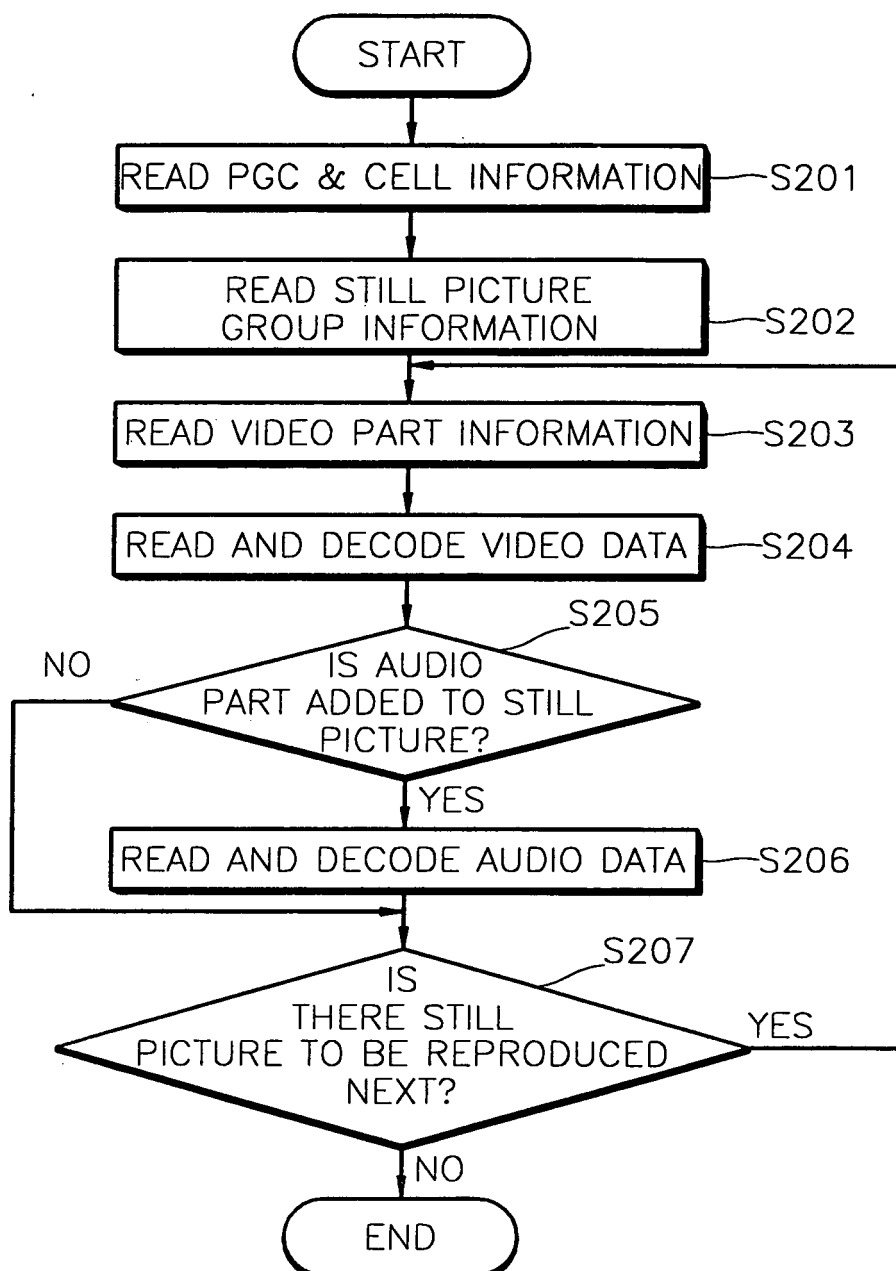 START
READ PGC & CELL INFORMATION
S201
READ STILL PICTURE
GROUP INFORMATION
S202
READ VIDEO PART INFORMATION
S203
READ AND DECODE VIDEO DATA
S204
S205
NO
IS AUDIO
PART ADDED TO STILL
PICTURE?
YES
READ AND DECODE AUDIO DATA
S206
S207
IS
THERE STILL
PICTURE TO BE REPRODUCED
NEXT?
YES
NO
END